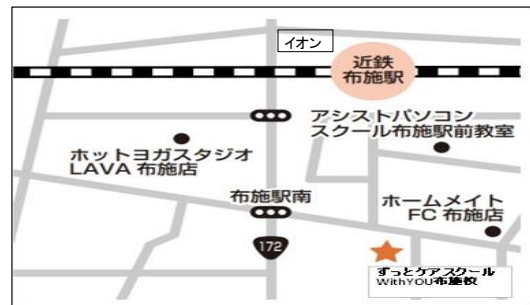 イオン
近鉄
布施駅
アシストパソコン
スクール布施駅前教室
ホットヨガスタジオ
LAVA 布施店
布施駅南
ホームメイト
FC 布施店
172
ずっとケアスクール
WithYOU布施校